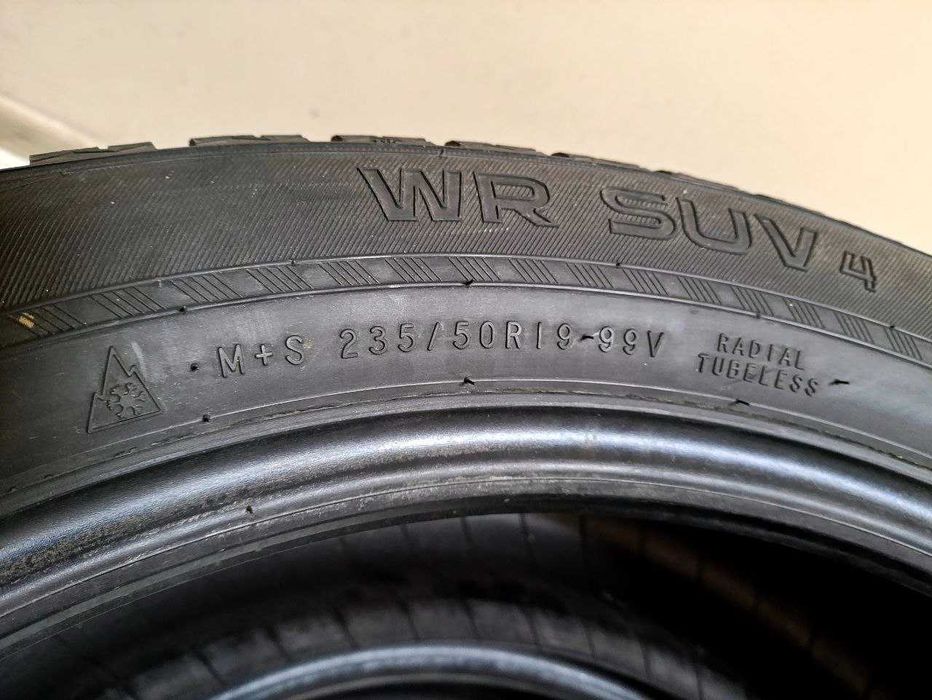 WR SUV 4
M+S 235/50R19 99V
RADIAL
TUBELESS